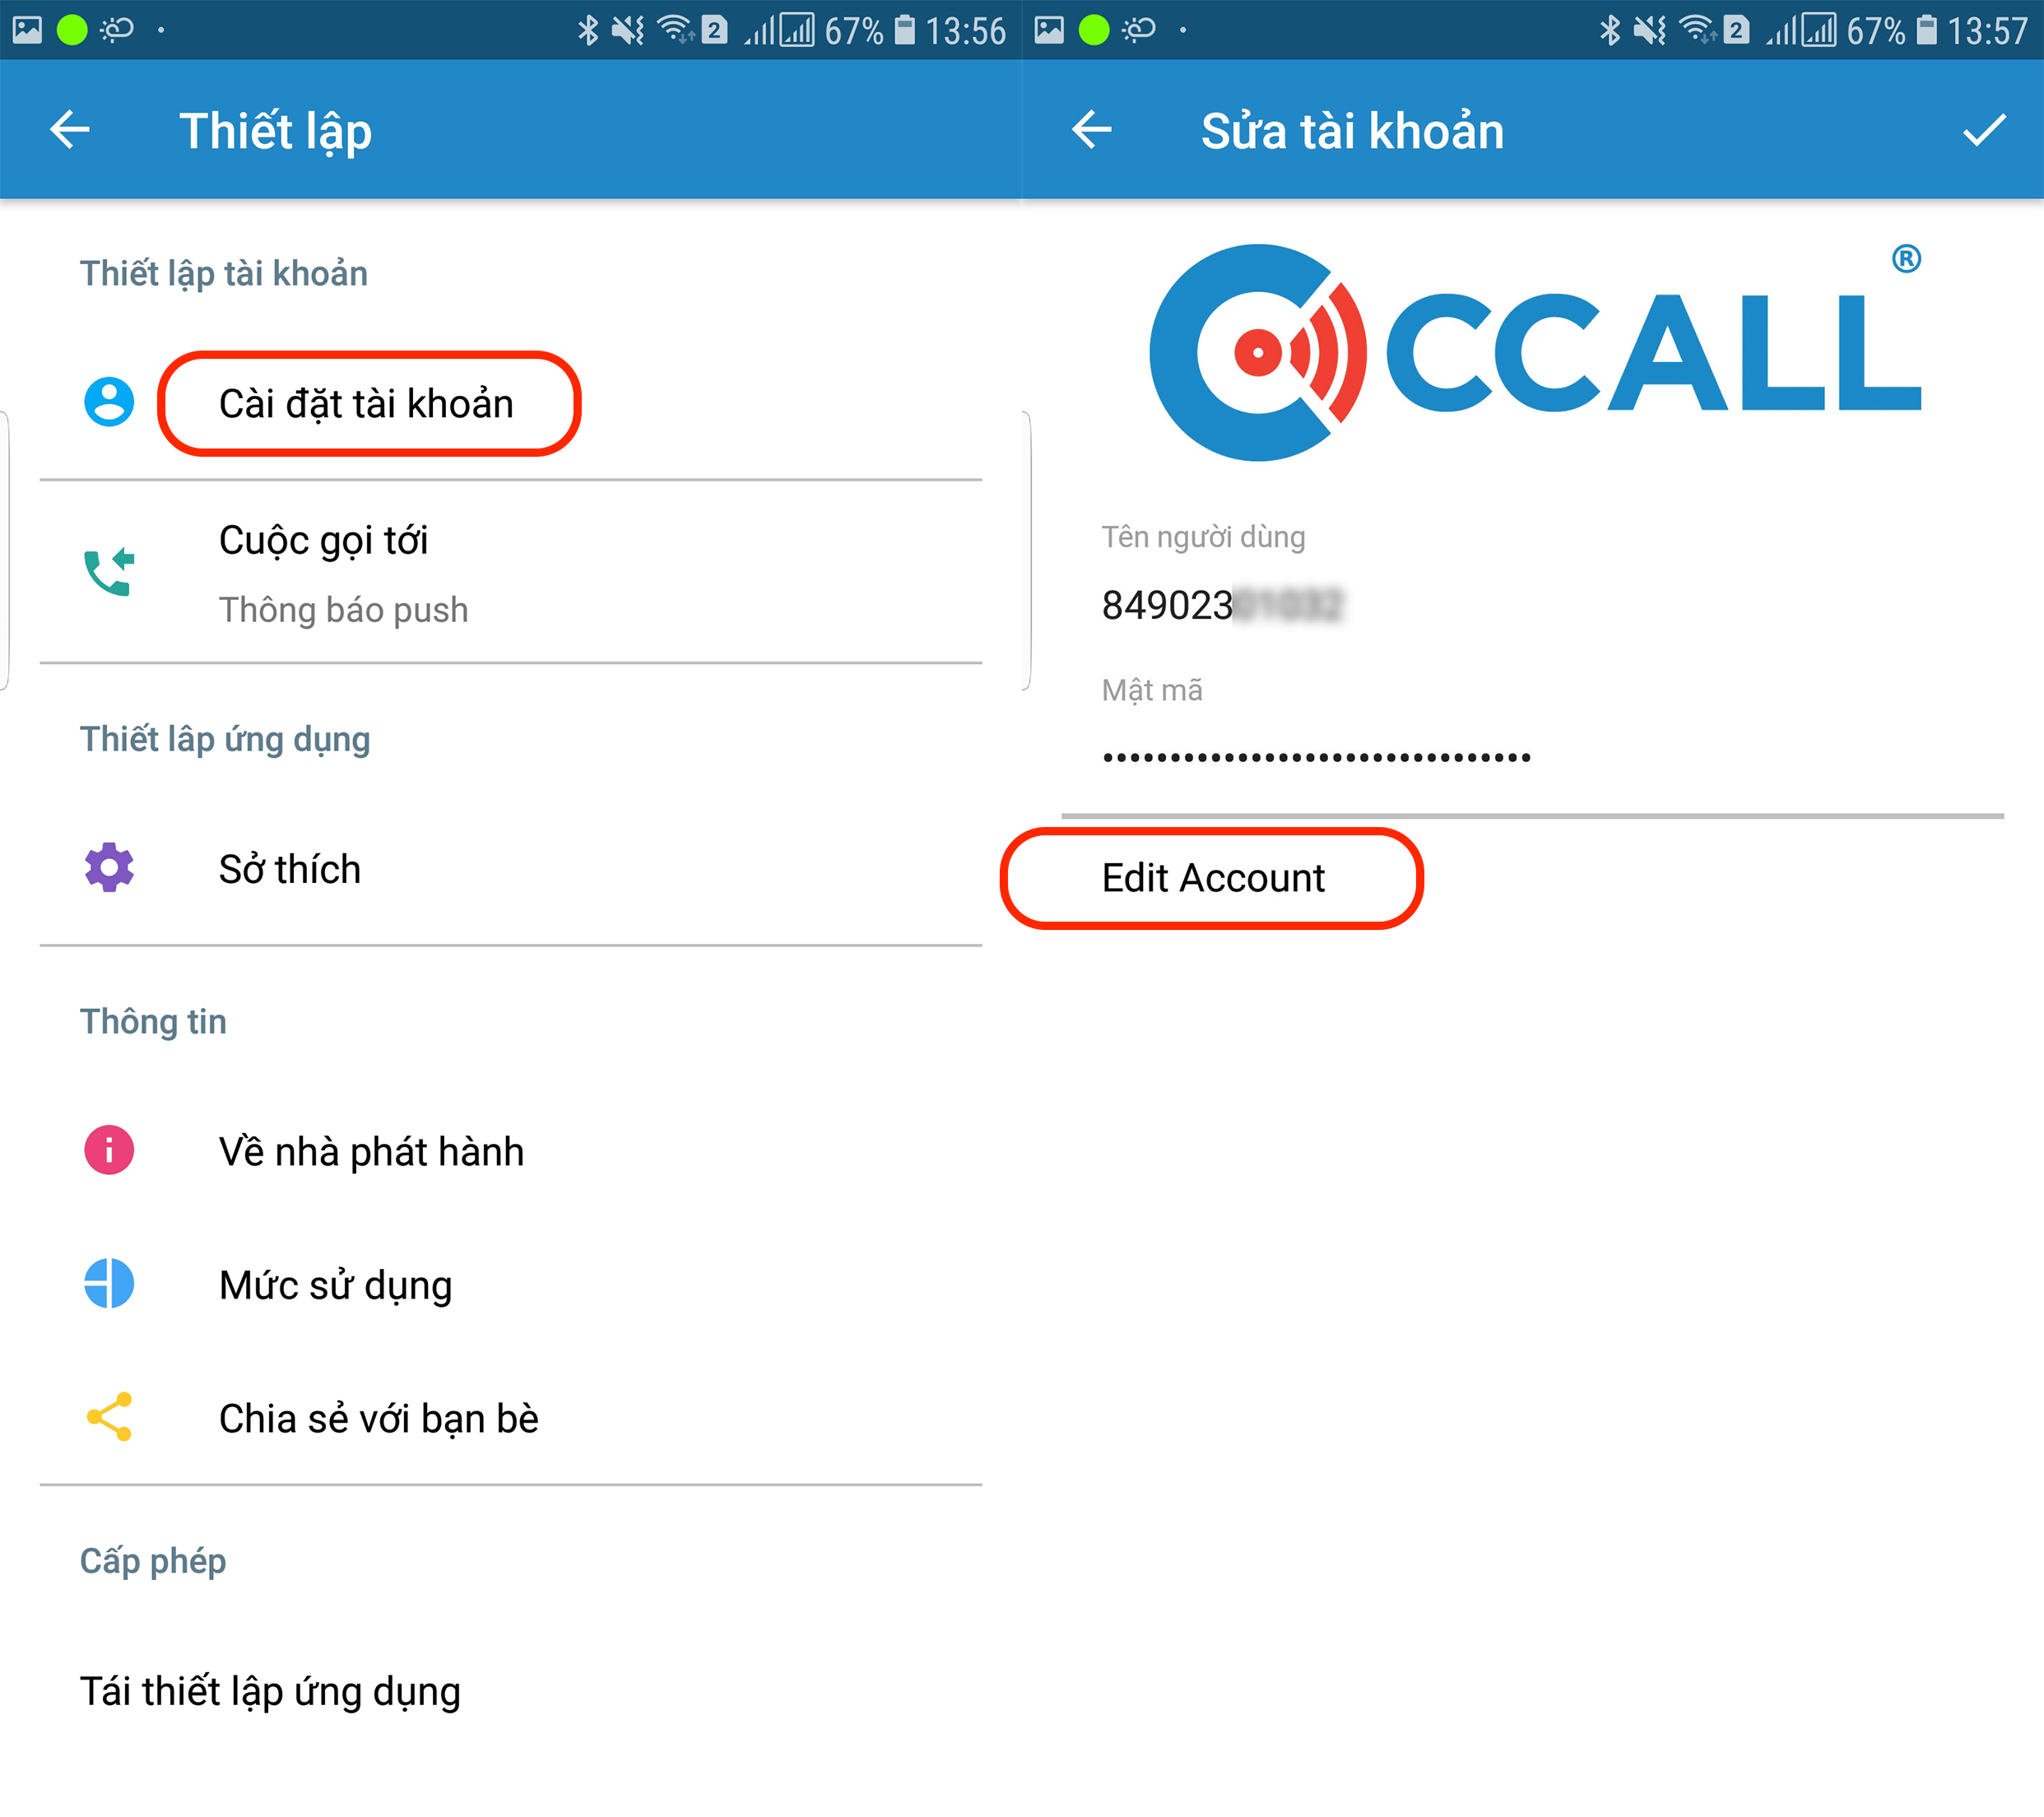 2 67% 13:56
Thiết lập
Thiết lập tài khoản
Cài đặt tài khoản
Cuộc gọi tới
Thông báo push
Thiết lập ứng dụng
Sở thích
Thông tin
Về nhà phát hành
Mức sử dụng
Chia sẻ với bạn bè
Cấp phép
Tái thiết lập ứng dụng
2 67% 13:57
Sửa tài khoản
CCALL ®
Tên người dùng
849023
Mật mã
Edit Account